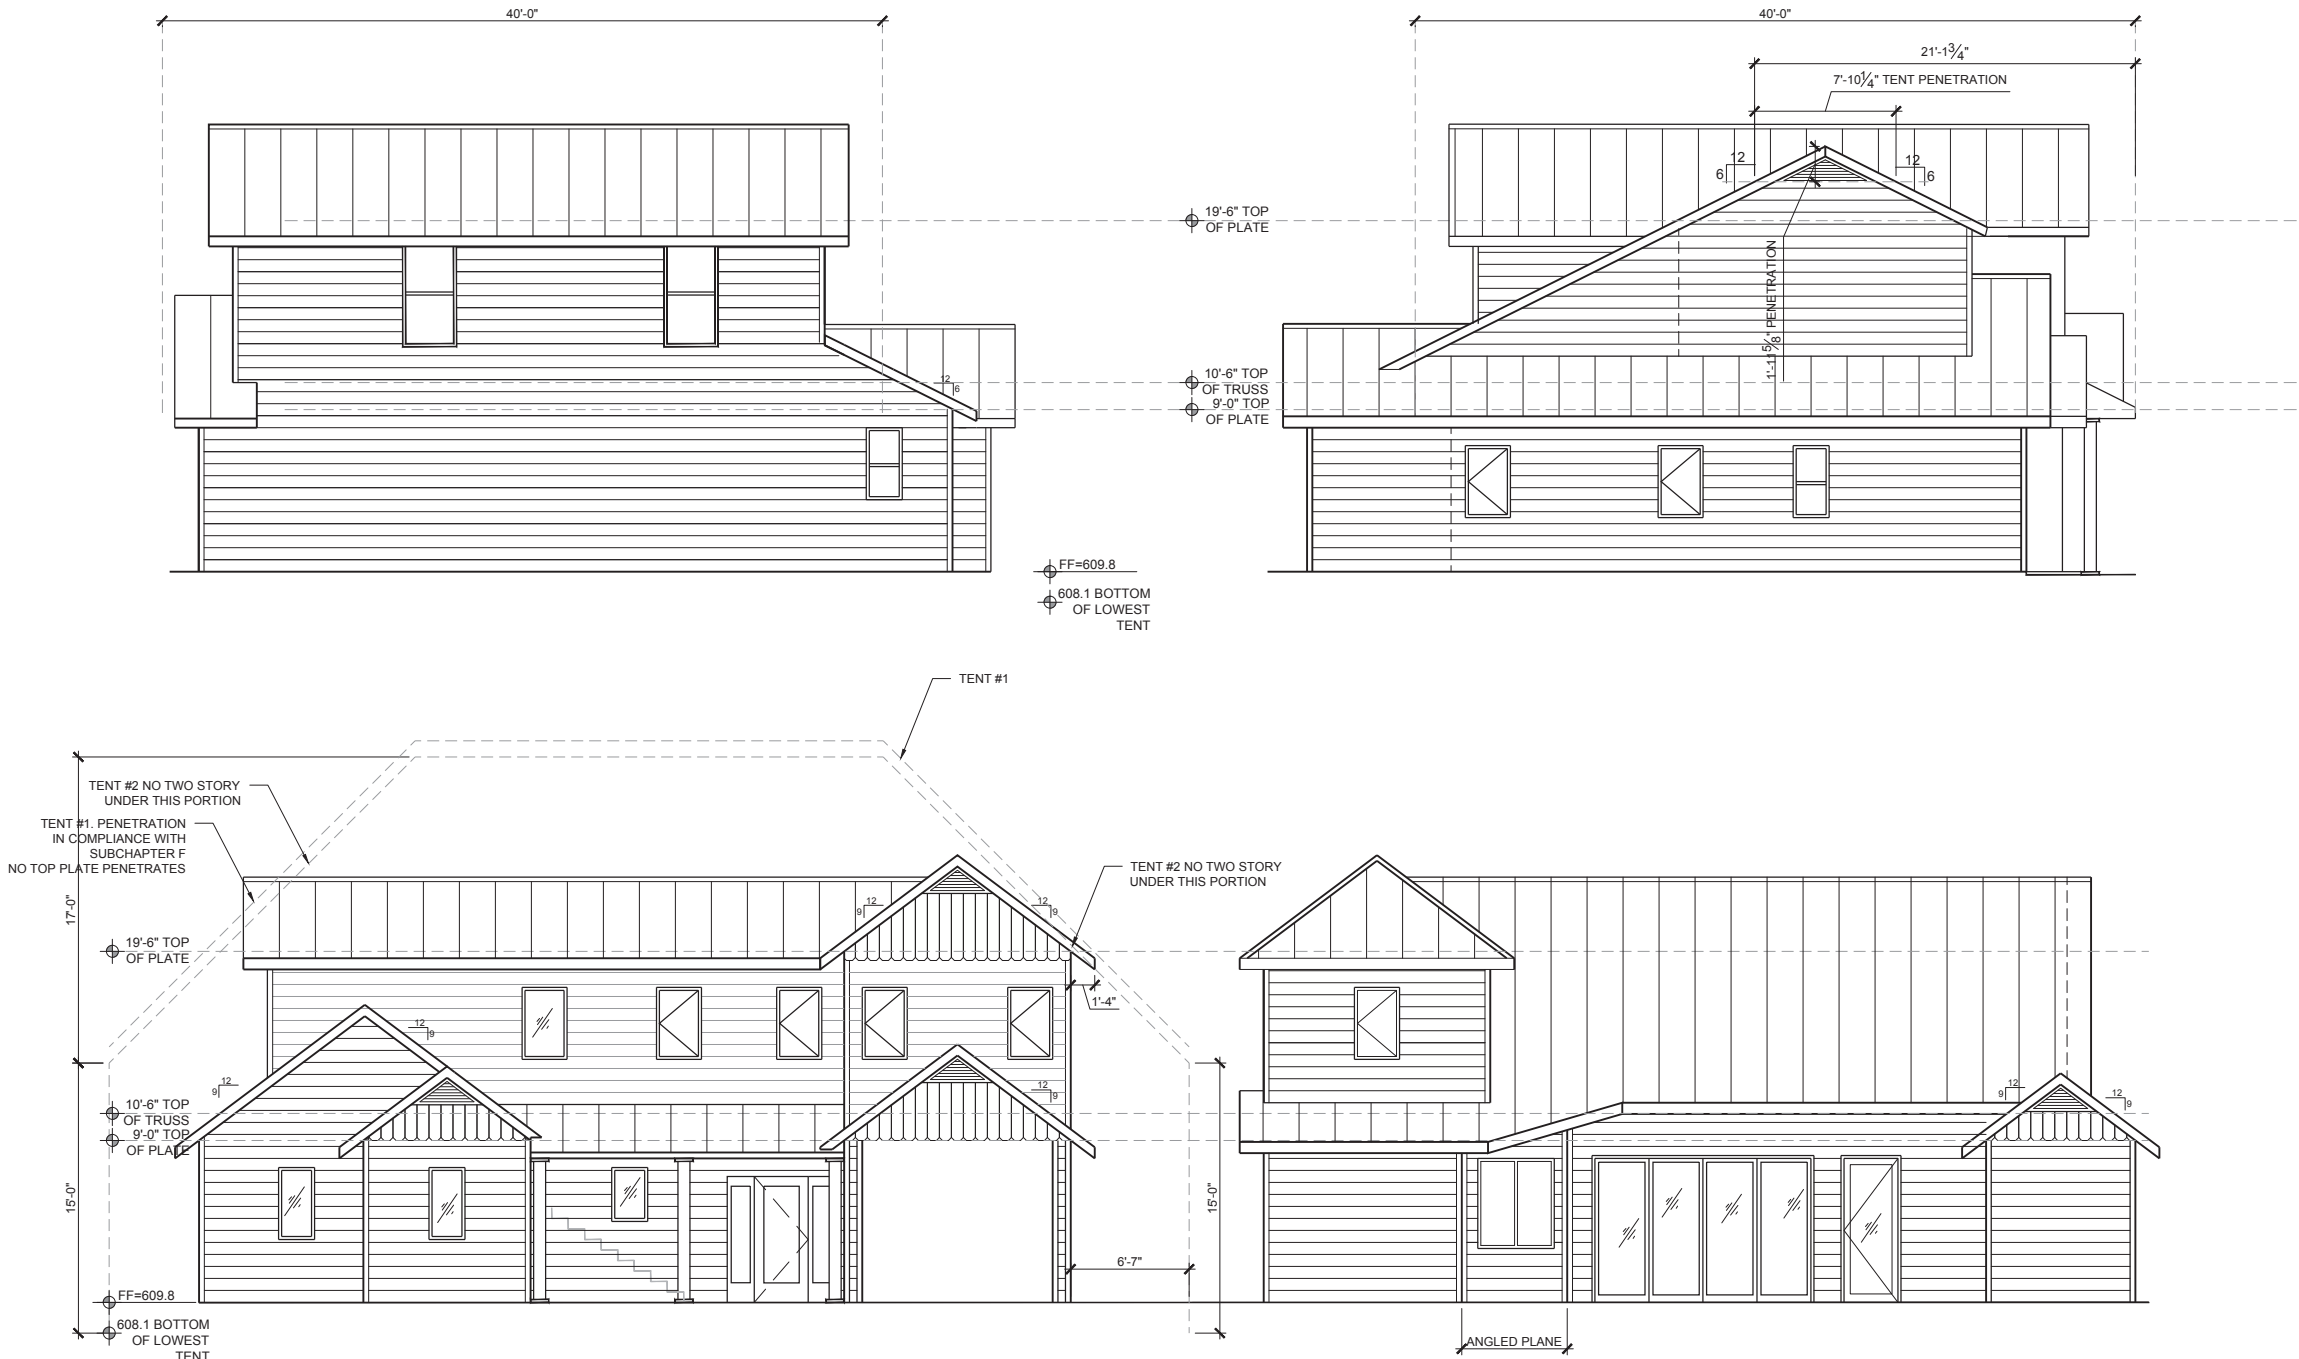 40'-0"
40'-0"
21'-1 3/4"
7'-10 1/4" TENT PENETRATION
12
6
12
6
19'-6" TOP
OF PLATE
1'-11 5/8" PENETRATION
10'-6" TOP
OF TRUSS
9'-0" TOP
OF PLATE
12
6
FF=609.8
608.1 BOTTOM
OF LOWEST
TENT
TENT #1
TENT #2 NO TWO STORY
UNDER THIS PORTION
TENT #1. PENETRATION
IN COMPLIANCE WITH
SUBCHAPTER F
NO TOP PLATE PENETRATES
TENT #2 NO TWO STORY
UNDER THIS PORTION
17'-0"
12
9
12
9
19'-6" TOP
OF PLATE
1'-4"
12
9
12
9
12
9
12
9
12
9
10'-6" TOP
OF TRUSS
9'-0" TOP
OF PLATE
15'-0"
15'-0"
6'-7"
FF=609.8
608.1 BOTTOM
OF LOWEST
TENT
ANGLED PLANE